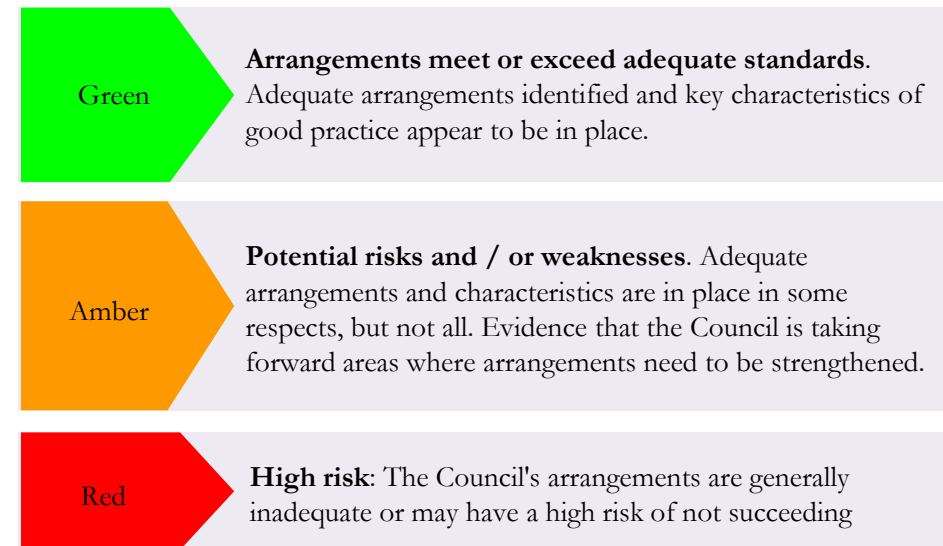 Green
Arrangements meet or exceed adequate standards.
Adequate arrangements identified and key characteristics of
good practice appear to be in place.
Amber
Potential risks and / or weaknesses. Adequate
arrangements and characteristics are in place in some
respects, but not all. Evidence that the Council is taking
forward areas where arrangements need to be strengthened.
Red
High risk: The Council's arrangements are generally
inadequate or may have a high risk of not succeeding